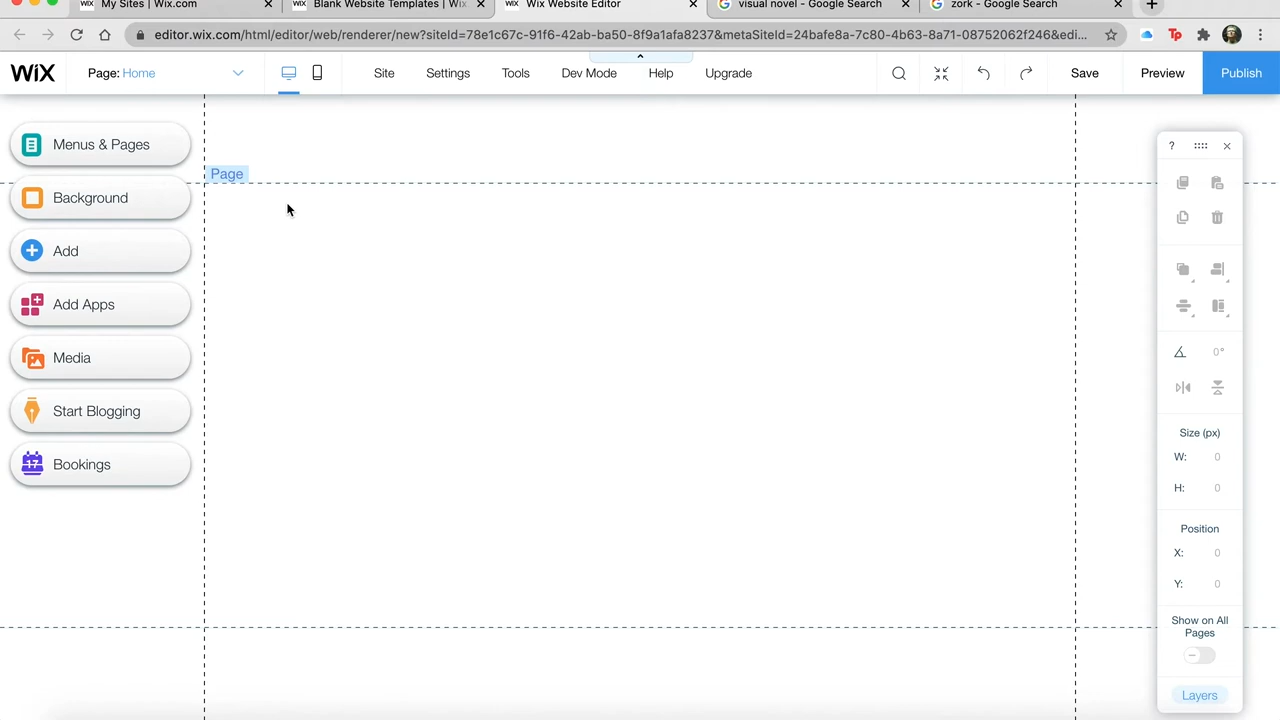 My Sites | Wix.com
Blank Website Templates | Wix
Wix Website Editor
visual novel - Google Search
zork - Google Search
editor.wix.com/html/editor/web/renderer/new?siteId=78e1c67c-91f6-42ab-ba50-8f9a1afa8237&metaSiteId=24bafe8a-7c80-4b63-8a71-08752062f246&edi...
WiX
Page: Home
Site
Settings
Tools
Dev Mode
Help
Upgrade
Save
Preview
Publish
Menus & Pages
Background
Add
Add Apps
Media
Start Blogging
17
Bookings
Page
?
0°
Size (px)
W: 0
H: 0
Position
X: 0
Y: 0
Show on All
Pages
Layers